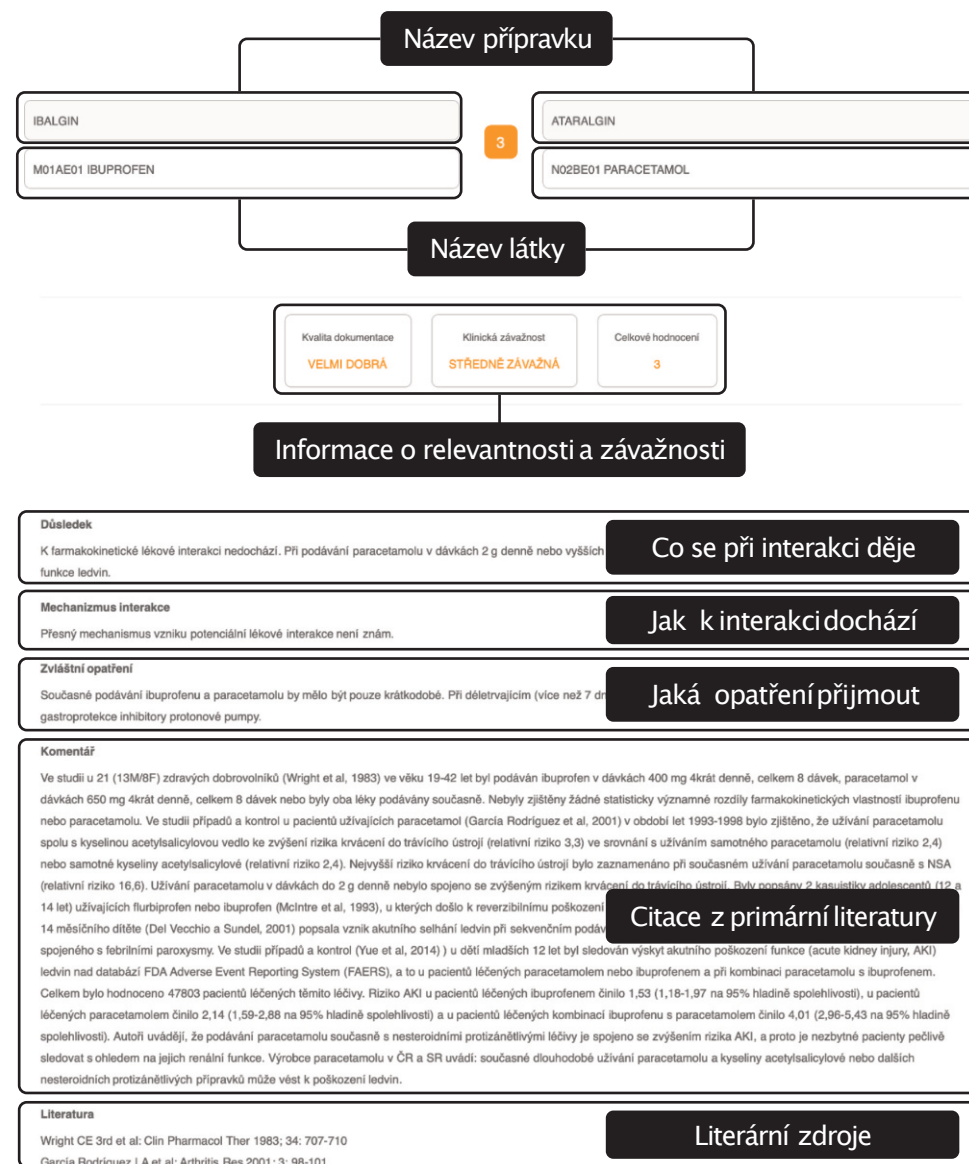 Název přípravku
IBALGIN
3
ATARALGIN
M01AE01 IBUPROFEN
N02BE01 PARACETAMOL
Název látky
Kvalita dokumentace
VELMI DOBRÁ
Klinická závažnost
STŘEDNĚ ZÁVAŽNÁ
Celkové hodnocení
3
Informace o relevantnosti a závažnosti
Důsledek
K farmakokinetické lékové interakci nedochází. Při podávání paracetamolu v dávkách 2 g denně nebo vyšších
funkce ledvin.
Co se při interakci děje
Mechanizmus interakce
Přesný mechanismus vzniku potenciální lékové interakce není znám.
Jak k interakci dochází
Zvláštní opatření
Současné podávání ibuprofenu a paracetamolu by mělo být pouze krátkodobé. Při déletrvajícím (více než 7
gastroprotekce inhibitory protonové pumpy.
Jaká opatření přijmout
Komentář
Ve studii u 21 (13M/8F) zdravých dobrovolníků (Wright et al, 1983) ve věku 19-42 let byl podáván ibuprofen v dávkách 400 mg 4krát denně, celkem 8 dávek, paracetamol v
dávkách 650 mg 4krát denně, celkem 8 dávek nebo byly oba léky podávány současně. Nebyly zjištěny žádné statisticky významné rozdíly farmakokinetických vlastností ibuprofenu
nebo paracetamolu. Ve studii případů a kontrol u pacientů užívajících paracetamol (García Rodríguez et al, 2001) v období let 1993-1998 bylo zjištěno, že užívání paracetamolu
spolu s kyselinou acetylsalicylovou vedlo ke zvýšení rizika krvácení do trávícího ústrojí (relativní riziko 3,3) ve srovnání s užíváním samotného paracetamolu (relativní riziko 2,4)
nebo samotné kyseliny acetylsalicylové (relativní riziko 2,4). Nejvyšší riziko krvácení do trávícího ústrojí bylo zaznamenáno při současném užívání paracetamolu současně s NSA
(relativní riziko 16,6). Užívání paracetamolu v dávkách do 2 g denně nebylo spojeno se zvýšeným rizikem krvácení do trávícího ústrojí. Byly popsány 2 kasuistiky adolescentů (12 a
14 let) užívajících flurbiprofen nebo ibuprofen (McIntre et al, 1993), u kterých došlo k reverzibilnímu poškození
14 měsíčního dítěte (Del Vecchio a Sundel, 2001) popsala vznik akutního selhání ledvin při sekvenčním
spojeného s febrilními paroxysmy. Ve studii případů a kontrol (Yue et al, 2014) ) u dětí mladších 12 let byl sledován výskyt akutního poškození funkce (acute kidney injury, AKI)
ledvin nad databází FDA Adverse Event Reporting System (FAERS), a to u pacientů léčených paracetamolem nebo ibuprofenem a při kombinaci paracetamolu s ibuprofenem.
Celkem bylo hodnoceno 47803 pacientů léčených těmito léčivy. Riziko AKI u pacientů léčených ibuprofenem činilo 1,53 (1,18-1,97 na 95% hladině spolehlivosti), u pacientů
léčených paracetamolem činilo 2,14 (1,59-2,88 na 95% hladině spolehlivosti) a u pacientů léčených kombinací ibuprofenu s paracetamolem činilo 4,01 (2,96-5,43 na 95% hladině
spolehlivosti). Autoři uvádějí, že podávání paracetamolu současně s nesteroidními protizánětlivými léčivy je spojeno se zvýšením rizika AKI, a proto je nezbytné pacienty pečlivě
sledovat s ohledem na jejich renální funkce. Výrobce paracetamolu v ČR a SR uvádí: současné dlouhodobé užívání paracetamolu a kyseliny acetylsalicylové nebo dalších
nesteroidních protizánětlivých přípravků může vést k poškození ledvin.
Citace z primární literatury
Literatura
Wright CE 3rd et al: Clin Pharmacol Ther 1983; 34: 707-710
García Rodríguez LA et al: Arthritis Res 2001; 3: 98-101
Literární zdroje